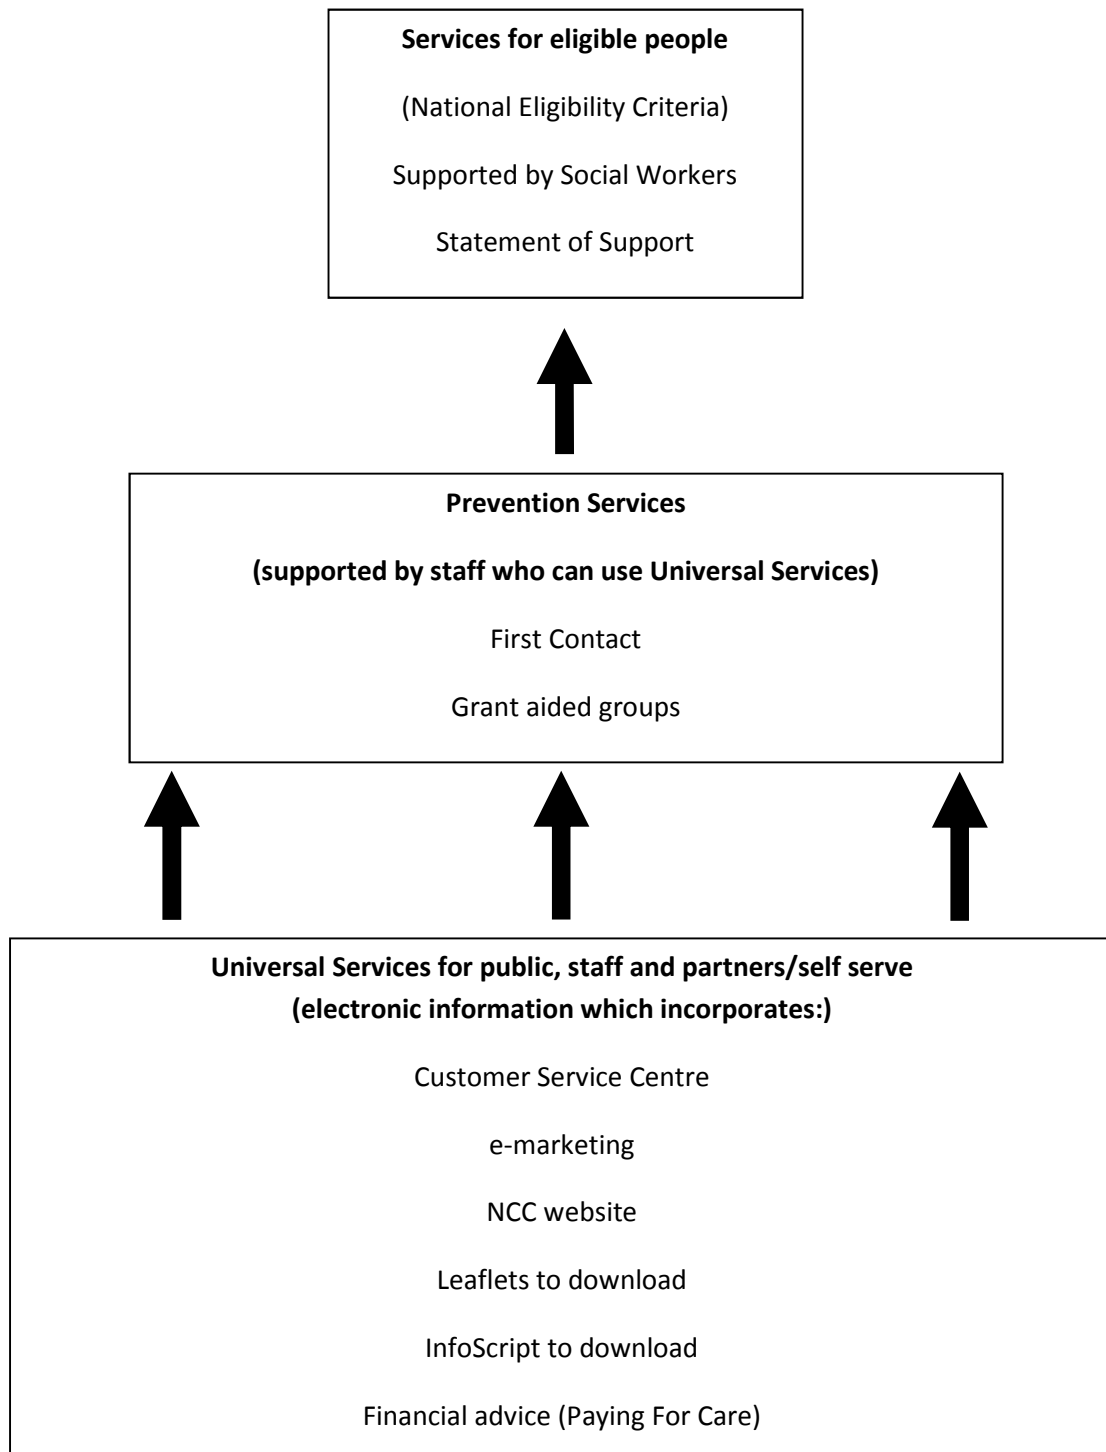 Services for eligible people
(National Eligibility Criteria)
Supported by Social Workers
Statement of Support
Prevention Services
(supported by staff who can use Universal Services)
First Contact
Grant aided groups
Universal Services for public, staff and partners/self serve
(electronic information which incorporates:)
Customer Service Centre
e-marketing
NCC website
Leaflets to download
InfoScript to download
Financial advice (Paying For Care)